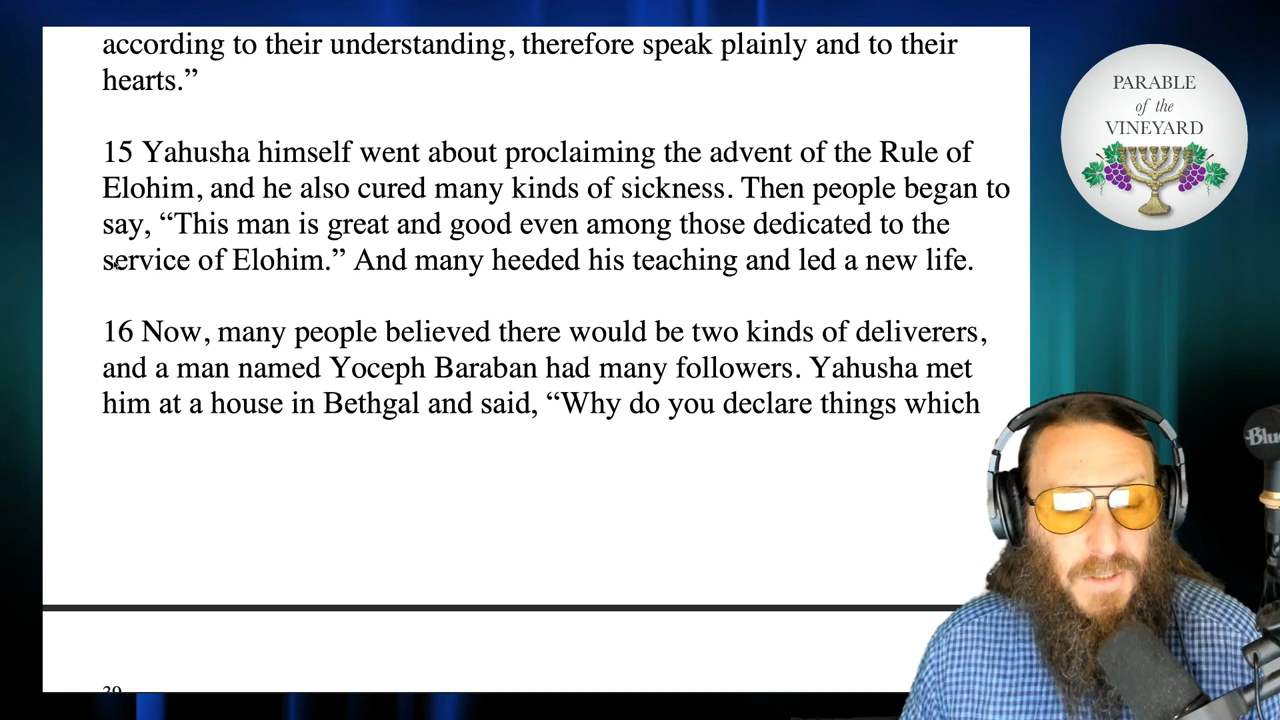 according to their understanding, therefore speak plainly and to their
hearts.”
15 Yahusha himself went about proclaiming the advent of the Rule of
Elohim, and he also cured many kinds of sickness. Then people began to
say, “This man is great and good even among those dedicated to the
service of Elohim.” And many heeded his teaching and led a new life.
16 Now, many people believed there would be two kinds of deliverers,
and a man named Yoceph Baraban had many followers. Yahusha met
him at a house in Bethgal and said, “Why do you declare things which
PARABLE
of the
VINEYARD
Blu